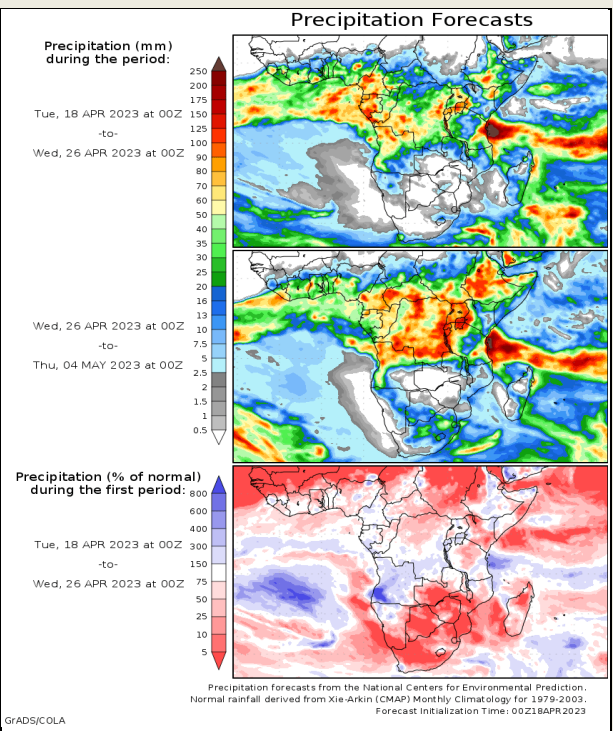 Precipitation Forecasts
Precipitation (mm)
during the period:
Tue, 18 APR 2023 at 00Z
-to-
Wed, 26 APR 2023 at 00Z
250
200
175
150
125
100
90
80
70
60
50
40
35
30
25
20
16
13
10
7.5
5
2.5
2
1.5
1
0.5
Wed, 26 APR 2023 at 00Z
-to-
Thu, 04 MAY 2023 at 00Z
Precipitation (% of normal)
during the first period:
Tue, 18 APR 2023 at 00Z
-to-
Wed, 26 APR 2023 at 00Z
800
600
400
300
150
75
50
25
10
5
Precipitation forecasts from the National Centers for Environmental Prediction.
Normal rainfall derived from Xie-Arkin (CMAP) Monthly Climatology for 1979-2003.
Forecast Initialization Time: 00Z18APR2023
GrADS/COLA